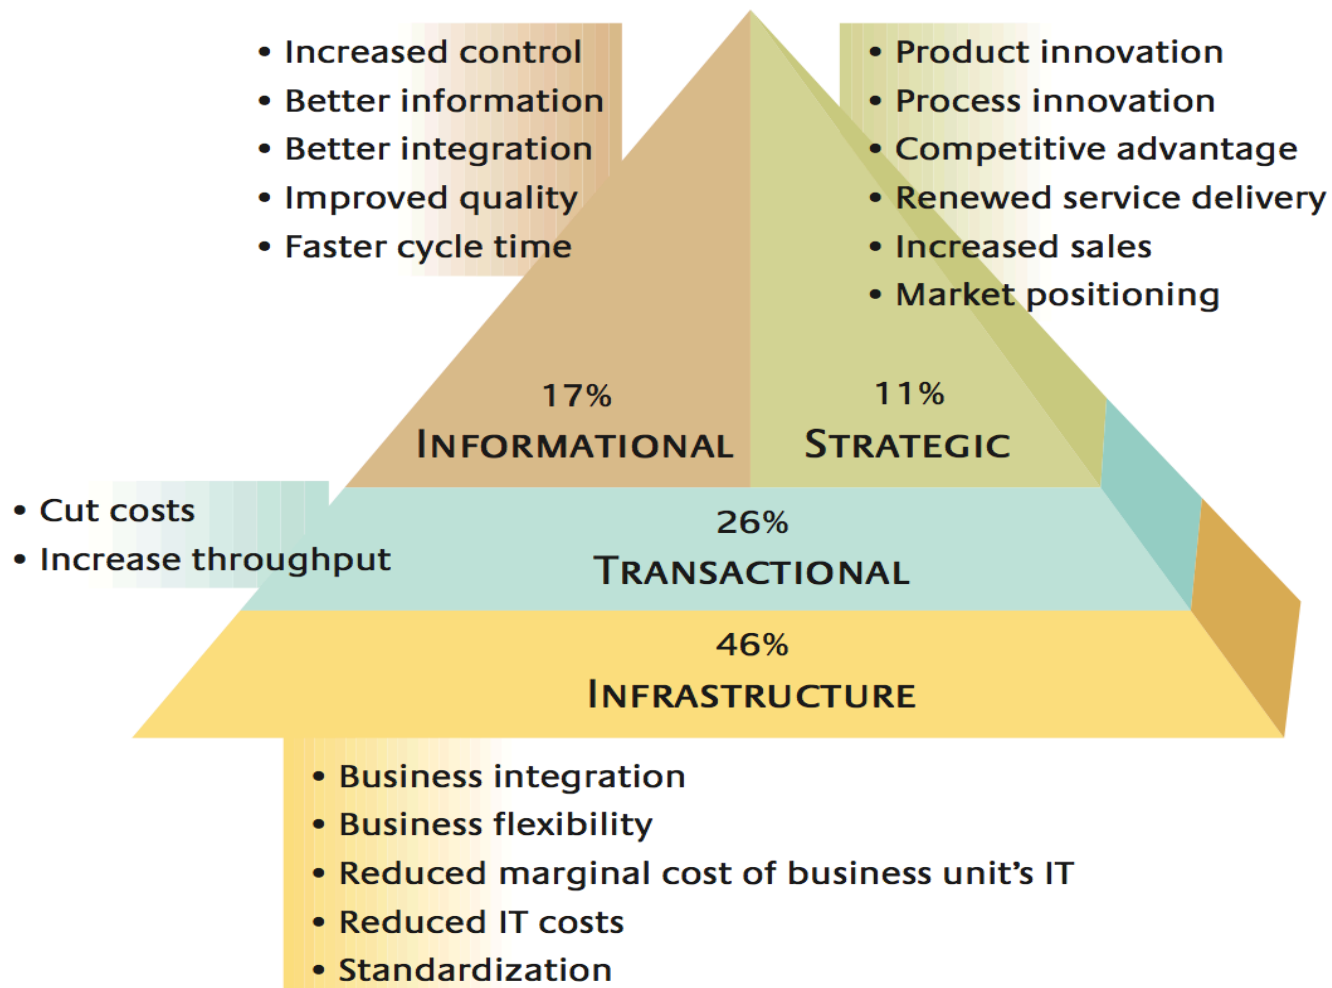 • Increased control
• Better information
• Better integration
• Improved quality
• Faster cycle time
• Product innovation
• Process innovation
• Competitive advantage
• Renewed service delivery
• Increased sales
• Market positioning
17%
INFORMATIONAL
11%
STRATEGIC
• Cut costs
• Increase throughput
26%
TRANSACTIONAL
46%
INFRASTRUCTURE
• Business integration
• Business flexibility
• Reduced marginal cost of business unit’s IT
• Reduced IT costs
• Standardization